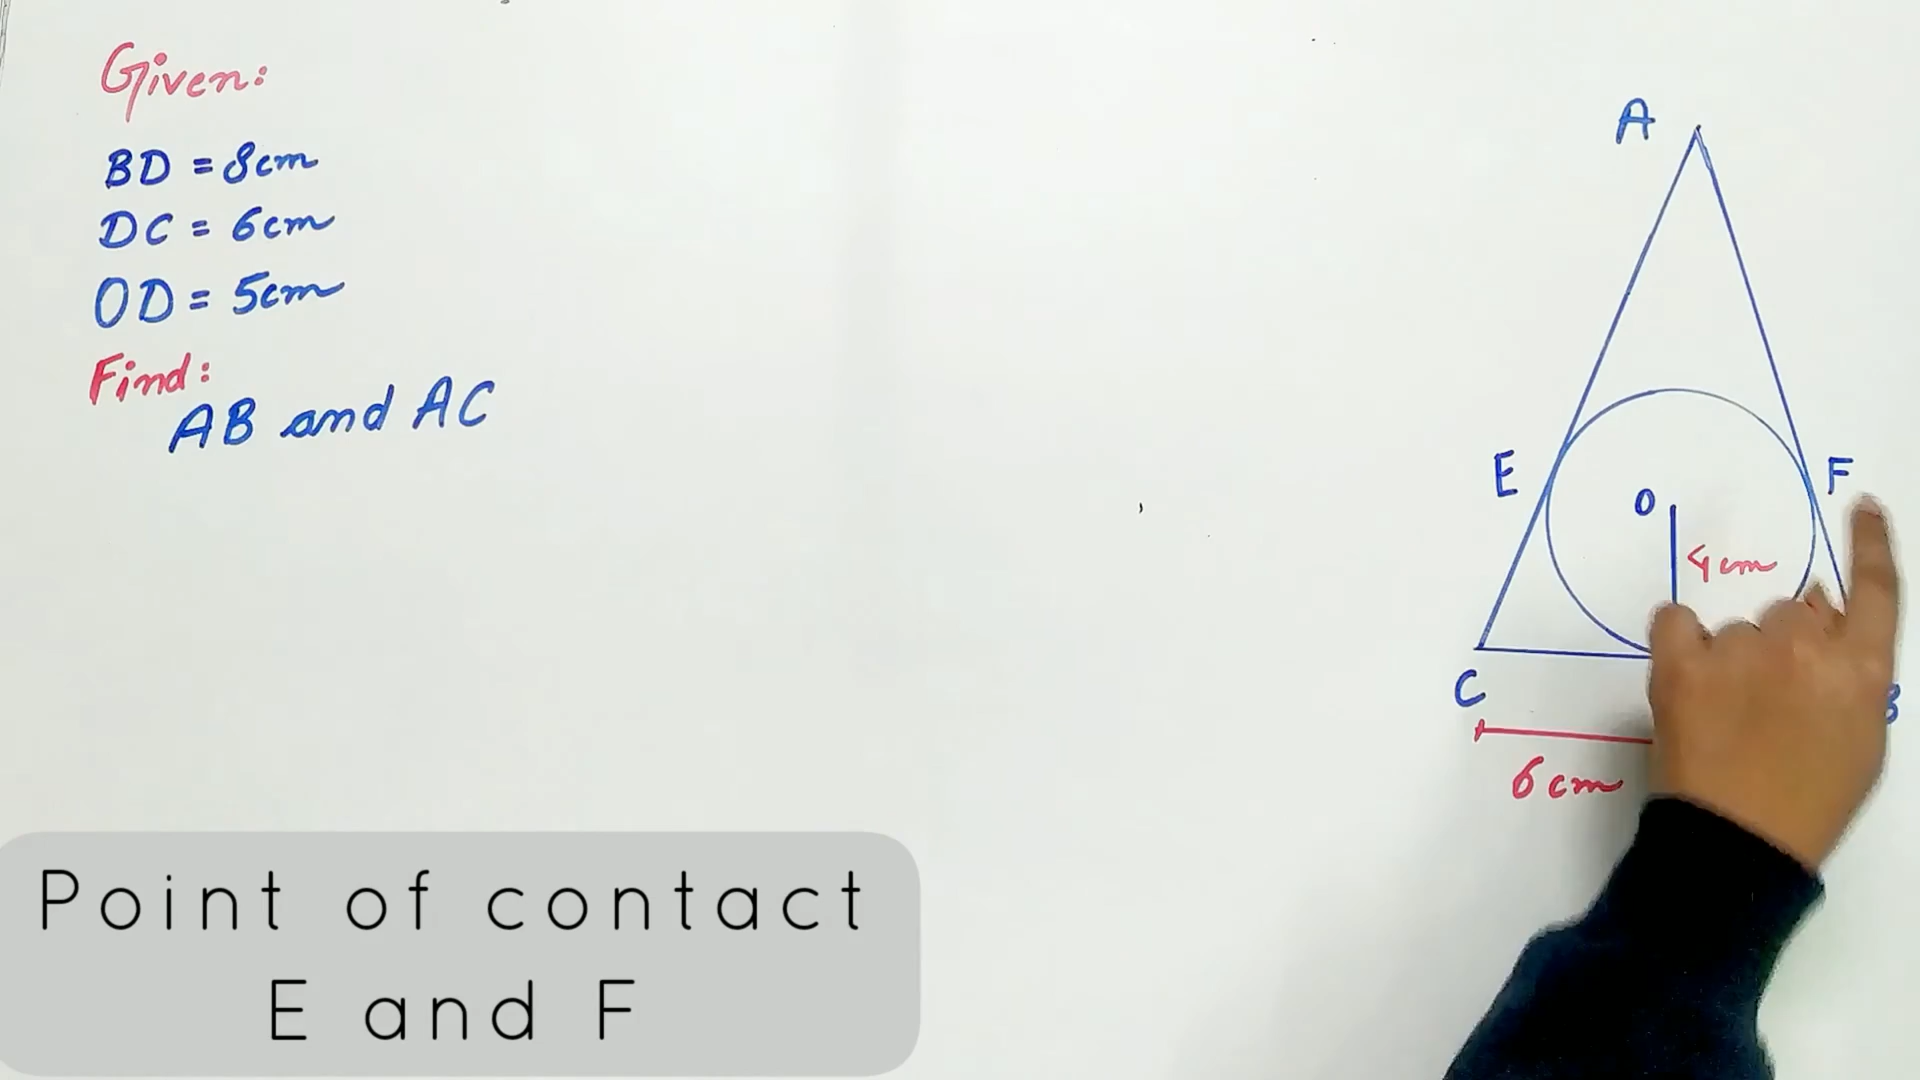 Given:
BD = 8cm
DC = 6cm
OD = 5cm
Find:
AB and AC
A
E
F
O
4cm
C
B
6cm
Point of contact
E and F